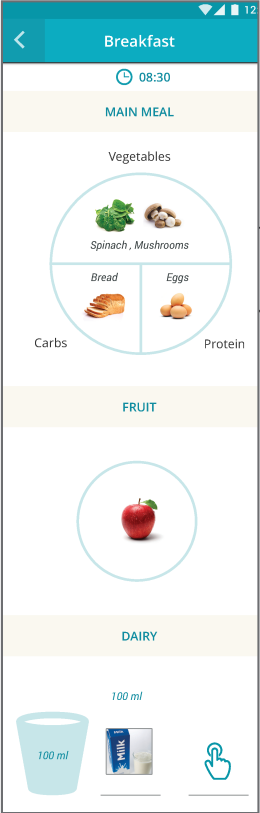 12
Breakfast
08:30
MAIN MEAL
Vegetables
Spinach , Mushrooms
Bread
Eggs
Carbs
Protein
FRUIT
DAIRY
100 ml
100 ml
Milk